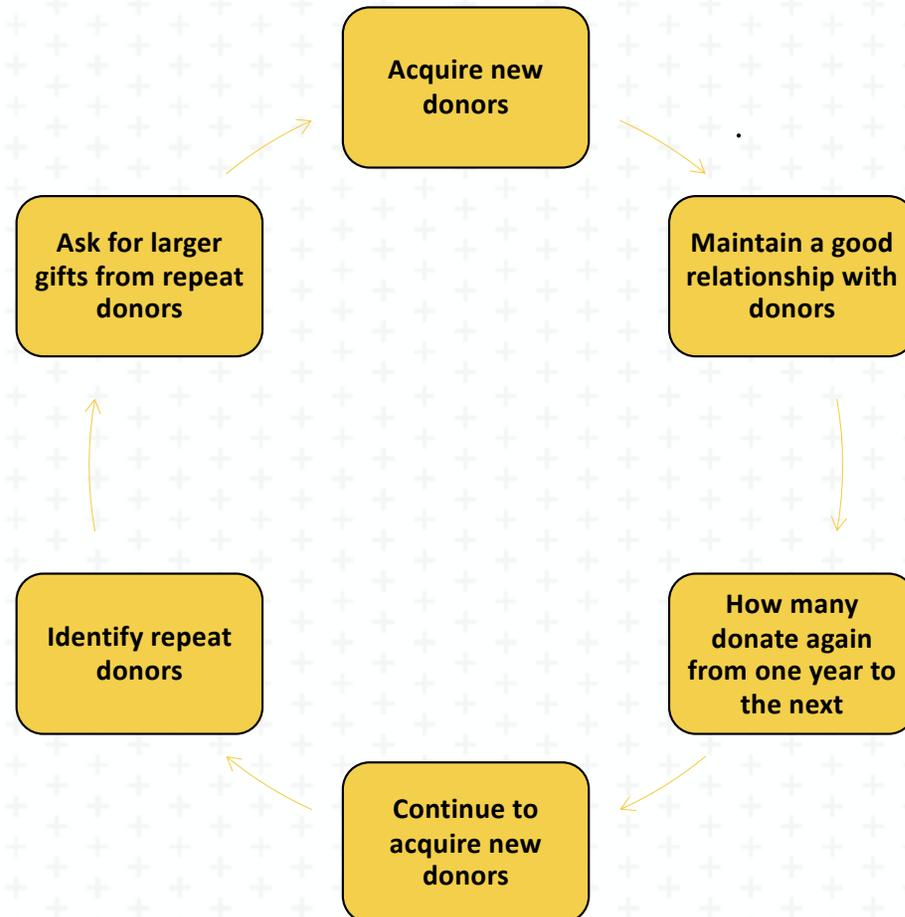 Acquire new
donors
.
Maintain a good
relationship with
donors
How many
donate again
from one year to
the next
Continue to
acquire new
donors
Identify repeat
donors
Ask for larger
gifts from repeat
donors